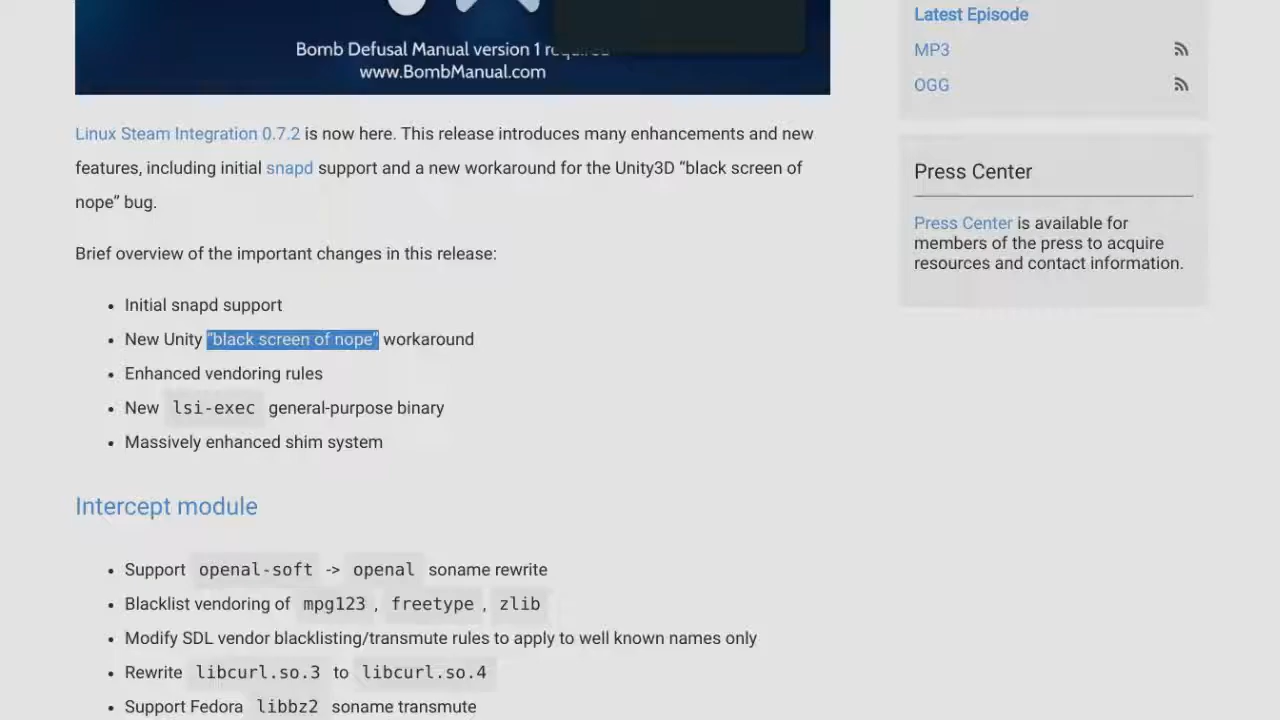 Bomb Defusal Manual version 1 required
www.BombManual.com
Linux Steam Integration 0.7.2 is now here. This release introduces many enhancements and new
features, including initial snapd support and a new workaround for the Unity3D “black screen of
nope” bug.
Brief overview of the important changes in this release:
• Initial snapd support
• New Unity “black screen of nope” workaround
• Enhanced vendoring rules
• New lsi-exec general-purpose binary
• Massively enhanced shim system
Intercept module
• Support openal-soft -> openal soname rewrite
• Blacklist vendoring of mpg123 , freetype , zlib
• Modify SDL vendor blacklisting/transmute rules to apply to well known names only
• Rewrite libcurl.so.3 to libcurl.so.4
• Support Fedora libbz2 soname transmute
Latest Episode
MP3
OGG
Press Center
Press Center is available for
members of the press to acquire
resources and contact information.